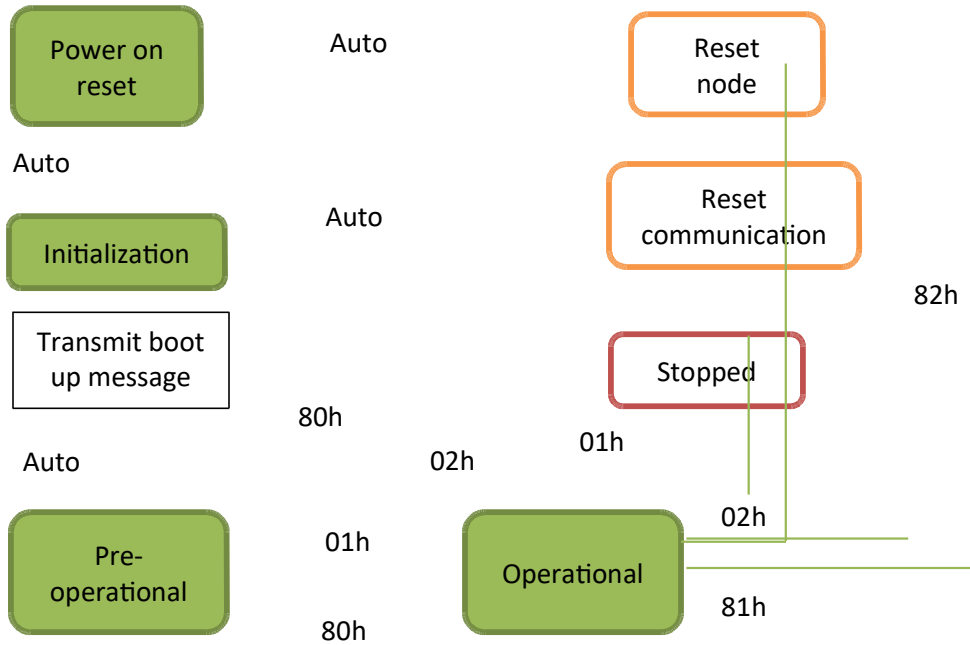 Power on
reset
Auto
Reset
node
Auto
Initialization
Auto
Reset
communication
82h
Transmit boot
up message
Stopped
80h
01h
Auto
02h
02h
Pre-
operational
01h
Operational
81h
80h